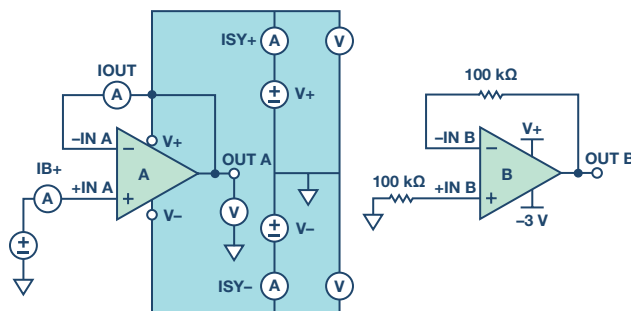 ISY+
A
V
IOUT
A
V+
100 kΩ
–IN A
V+
A
OUT A
IB+
+IN A
A
V–
V
V–
ISY–
A
V
–IN B
V+
B
OUT B
100 kΩ
+IN B
–3 V